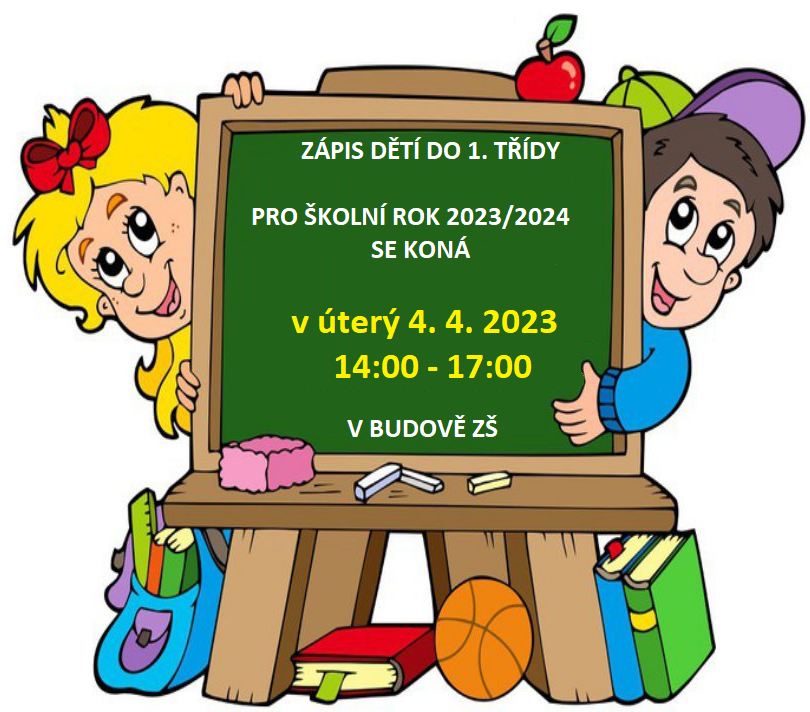 ZÁPIS DĚTÍ DO 1. TŘÍDY
PRO ŠKOLNÍ ROK 2023/2024
SE KONÁ
v úterý 4. 4. 2023
14:00 - 17:00
V BUDOVĚ ZŠ